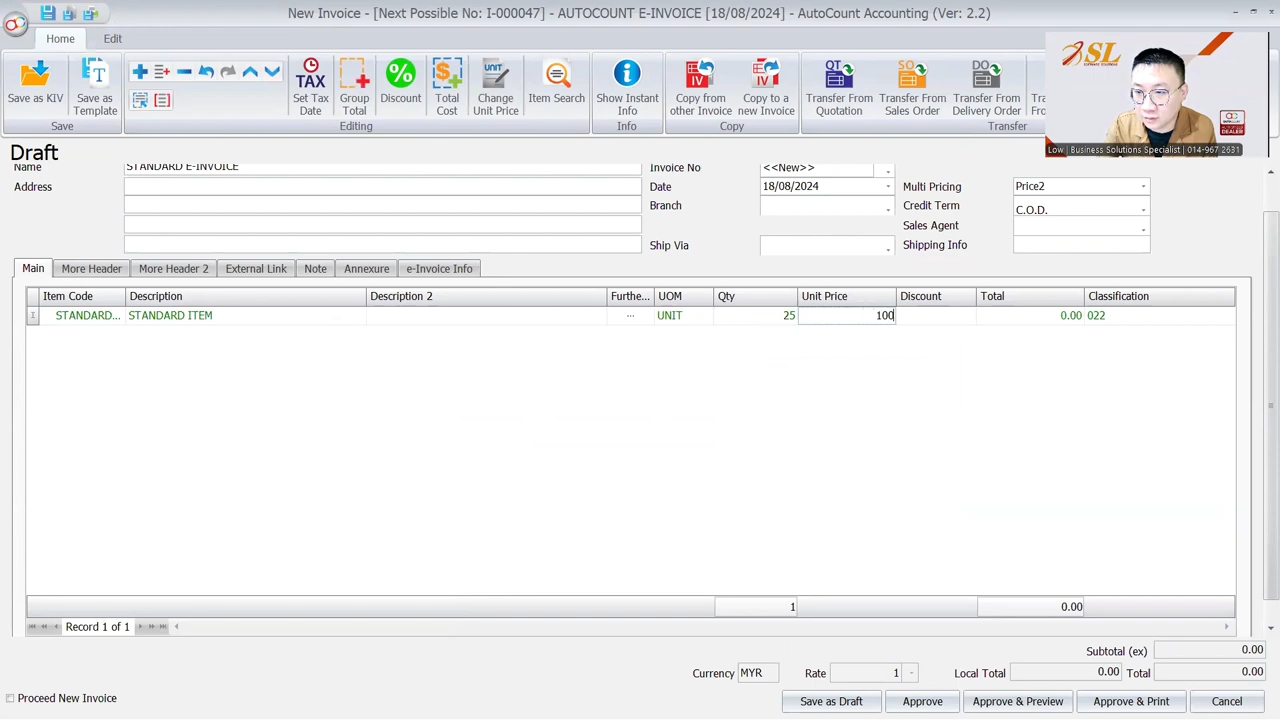 New Invoice - [Next Possible No: I-000047] - AUTOCOUNT E-INVOICE [18/08/2024] - AutoCount Accounting (Ver: 2.2)
Home Edit
Save as KIV
Save as Template
Save
Set Tax Date
Group Total
Discount
Total Cost
Change Unit Price
Item Search
Editing
Show Instant Info
Info
Copy from other Invoice
Copy to a new Invoice
Copy
Transfer From Quotation
Transfer From Sales Order
Transfer From Delivery Order
Transfer
TAX
UNIT
IV
IV
QT
SO
DO
SL
Low | Business Solutions Specialist | 014-967 2631
Draft
Name STANDARD E-INVOICE Invoice No <<New>>
Address Date 18/08/2024 Multi Pricing Price2
Branch Credit Term C.O.D.
Sales Agent
Ship Via Shipping Info
Main More Header More Header 2 External Link Note Annexure e-Invoice Info
Item Code Description Description 2 Furthe... UOM Qty Unit Price Discount Total Classification
STANDARD... STANDARD ITEM ... UNIT 25 100 0.00 022
1 0.00
Record 1 of 1
Subtotal (ex) 0.00
Currency MYR Rate 1 Local Total 0.00 Total 0.00
Proceed New Invoice Save as Draft Approve Approve & Preview Approve & Print Cancel